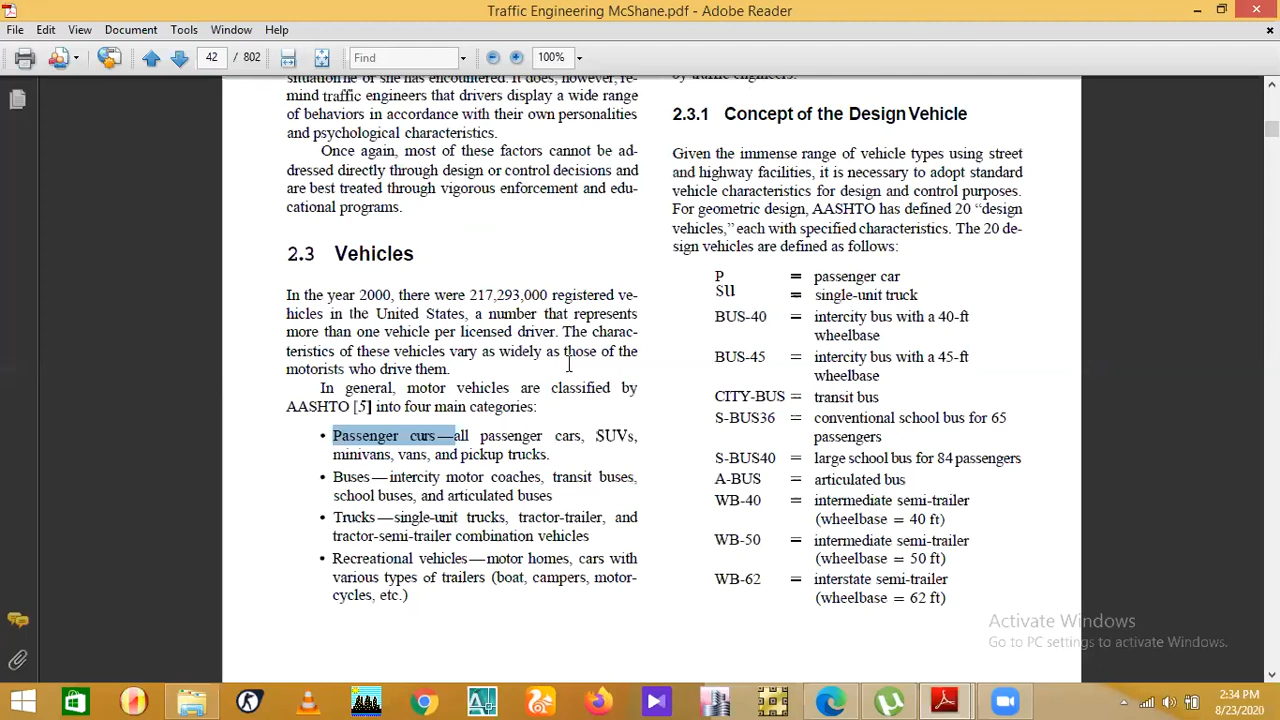 Traffic Engineering McShane.pdf - Adobe Reader
File Edit View Document Tools Window Help
42 / 802
Find
100%
situation he or she has encountered. It does, however, re-
mind traffic engineers that drivers display a wide range
of behaviors in accordance with their own personalities
and psychological characteristics.
Once again, most of these factors cannot be ad-
dressed directly through design or control decisions and
are best treated through vigorous enforcement and edu-
cational programs.
2.3 Vehicles
In the year 2000, there were 217,293,000 registered ve-
hicles in the United States, a number that represents
more than one vehicle per licensed driver. The charac-
teristics of these vehicles vary as widely as those of the
motorists who drive them.
In general, motor vehicles are classified by
AASHTO [5] into four main categories:
• Passenger curs—all passenger cars, SUVs,
minivans, vans, and pickup trucks.
• Buses—intercity motor coaches, transit buses,
school buses, and articulated buses
• Trucks—single-unit trucks, tractor-trailer, and
tractor-semi-trailer combination vehicles
• Recreational vehicles—motor homes, cars with
various types of trailers (boat, campers, motor-
cycles, etc.)
by traffic engineers.
2.3.1 Concept of the Design Vehicle
Given the immense range of vehicle types using street
and highway facilities, it is necessary to adopt standard
vehicle characteristics for design and control purposes.
For geometric design, AASHTO has defined 20 “design
vehicles,” each with specified characteristics. The 20 de-
sign vehicles are defined as follows:
P = passenger car
su = single-unit truck
BUS-40 = intercity bus with a 40-ft
wheelbase
BUS-45 = intercity bus with a 45-ft
wheelbase
CITY-BUS = transit bus
S-BUS36 = conventional school bus for 65
passengers
S-BUS40 = large school bus for 84 passengers
A-BUS = articulated bus
WB-40 = intermediate semi-trailer
(wheelbase = 40 ft)
WB-50 = intermediate semi-trailer
(wheelbase = 50 ft)
WB-62 = interstate semi-trailer
(wheelbase = 62 ft)
Activate Windows
Go to PC settings to activate Windows.
2:34 PM
8/23/2020